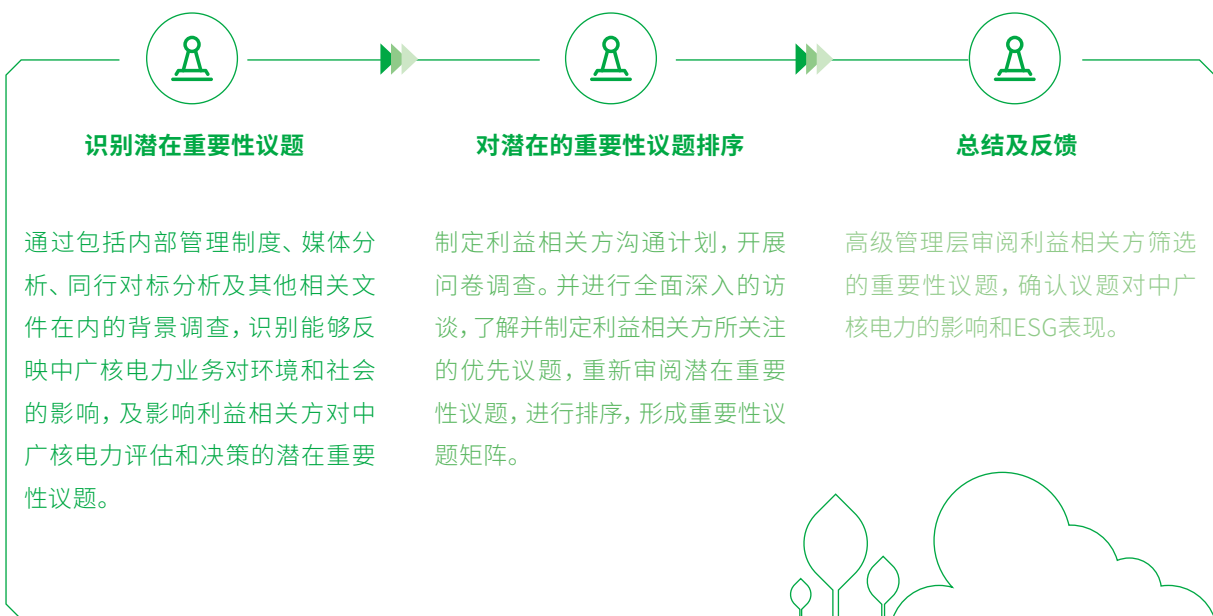 识别潜在重要性议题
通过包括内部管理制度、媒体分
析、同行对标分析及其他相关文
件在内的背景调查，识别能够反
映中广核电力业务对环境和社会
的影响，及影响利益相关方对中
广核电力评估和决策的潜在重要
性议题。
对潜在的重要性议题排序
制定利益相关方沟通计划，开展
问卷调查。并进行全面深入的访
谈，了解并制定利益相关方所关注
的优先议题，重新审阅潜在重要
性议题，进行排序，形成重要性议
题矩阵。
总结及反馈
高级管理层审阅利益相关方筛选
的重要性议题，确认议题对中广
核电力的影响和ESG表现。